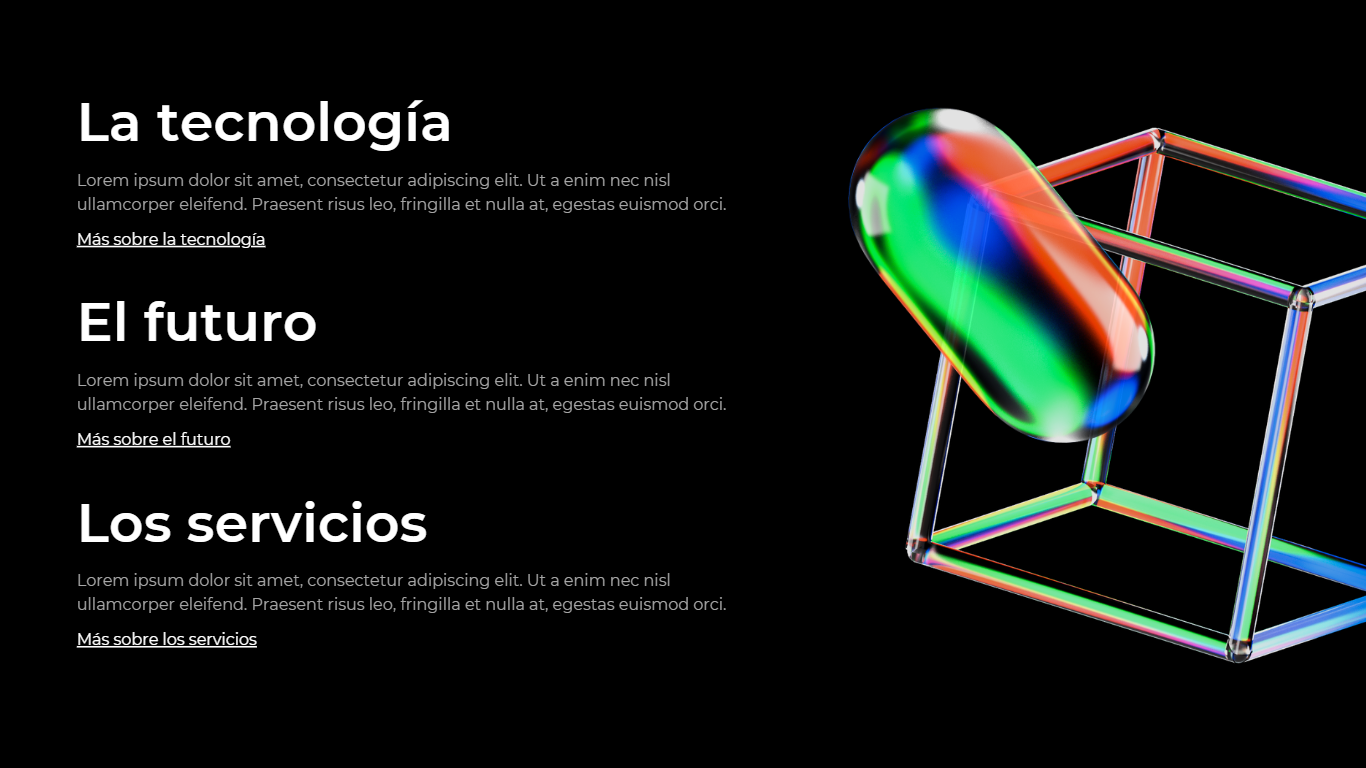 La tecnología
Lorem ipsum dolor sit amet, consectetur adipiscing elit. Ut a enim nec nisl
ullamcorper eleifend. Praesent risus leo, fringilla et nulla at, egestas euismod orci.
Más sobre la tecnología
El futuro
Lorem ipsum dolor sit amet, consectetur adipiscing elit. Ut a enim nec nisl
ullamcorper eleifend. Praesent risus leo, fringilla et nulla at, egestas euismod orci.
Más sobre el futuro
Los servicios
Lorem ipsum dolor sit amet, consectetur adipiscing elit. Ut a enim nec nisl
ullamcorper eleifend. Praesent risus leo, fringilla et nulla at, egestas euismod orci.
Más sobre los servicios